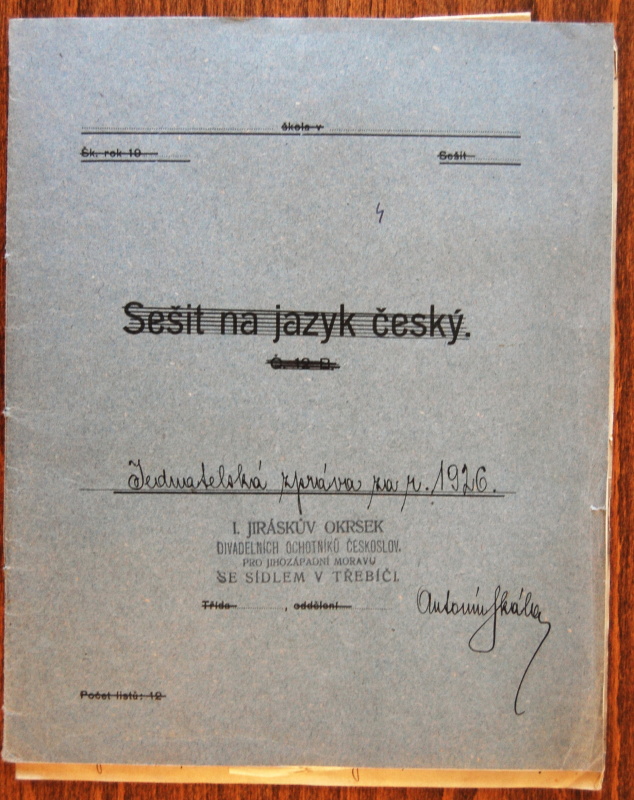 škola v
Šk. rok 19
Sešit
Sešit na jazyk český.
Č. 12 B.
Jednatelská zpráva za r. 1926.
I. JIRÁSKŮV OKRSEK
DIVADELNÍCH OCHOTNÍKŮ ČESKOSLOV.
PRO JIHOZÁPADNÍ MORAVU
SE SÍDLEM V TŘEBÍČI.
Třída , oddělení
Antonín Skála
Počet listů: 12